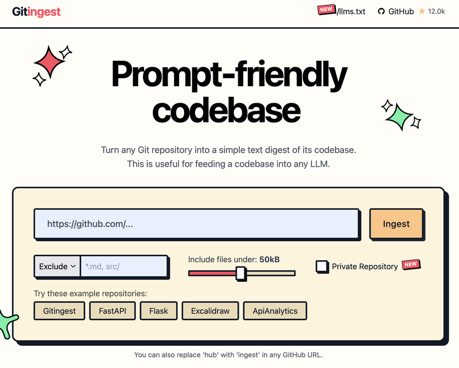 Gitingest
NEW /llms.txt GitHub 12.0k
Prompt-friendly
codebase
Turn any Git repository into a simple text digest of its codebase.
This is useful for feeding a codebase into any LLM.
https://github.com/... Ingest
Exclude *.md, src/ Include files under: 50kB Private Repository NEW
Try these example repositories:
Gitingest FastAPI Flask Excalidraw ApiAnalytics
You can also replace 'hub' with 'ingest' in any GitHub URL.